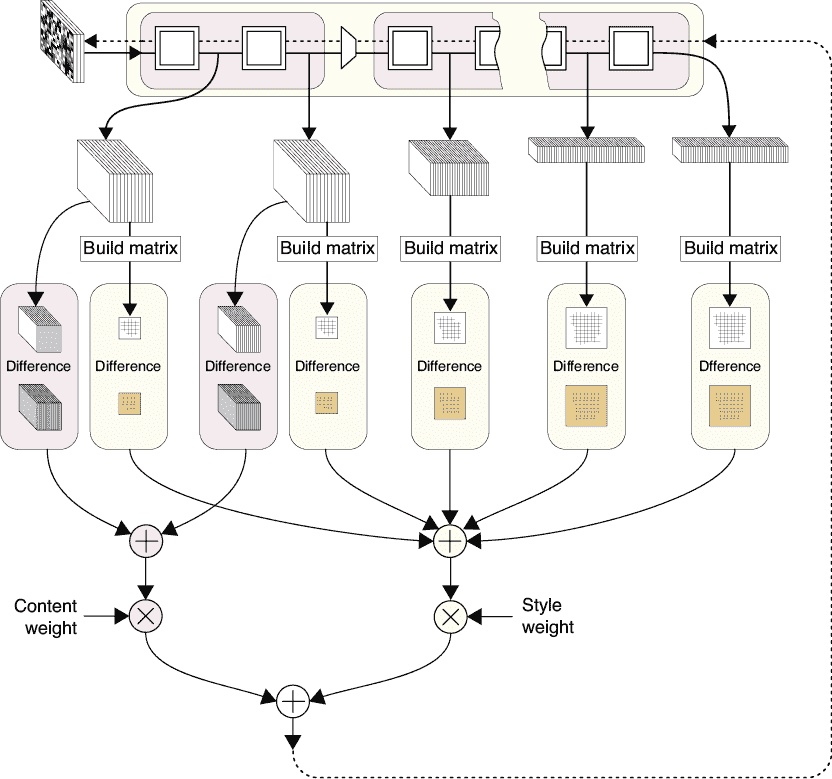 Build matrix
Build matrix
Build matrix
Build matrix
Build matrix
Difference
Difference
Difference
Difference
Difference
Difference
Dfference
Content
weight
Style
weight